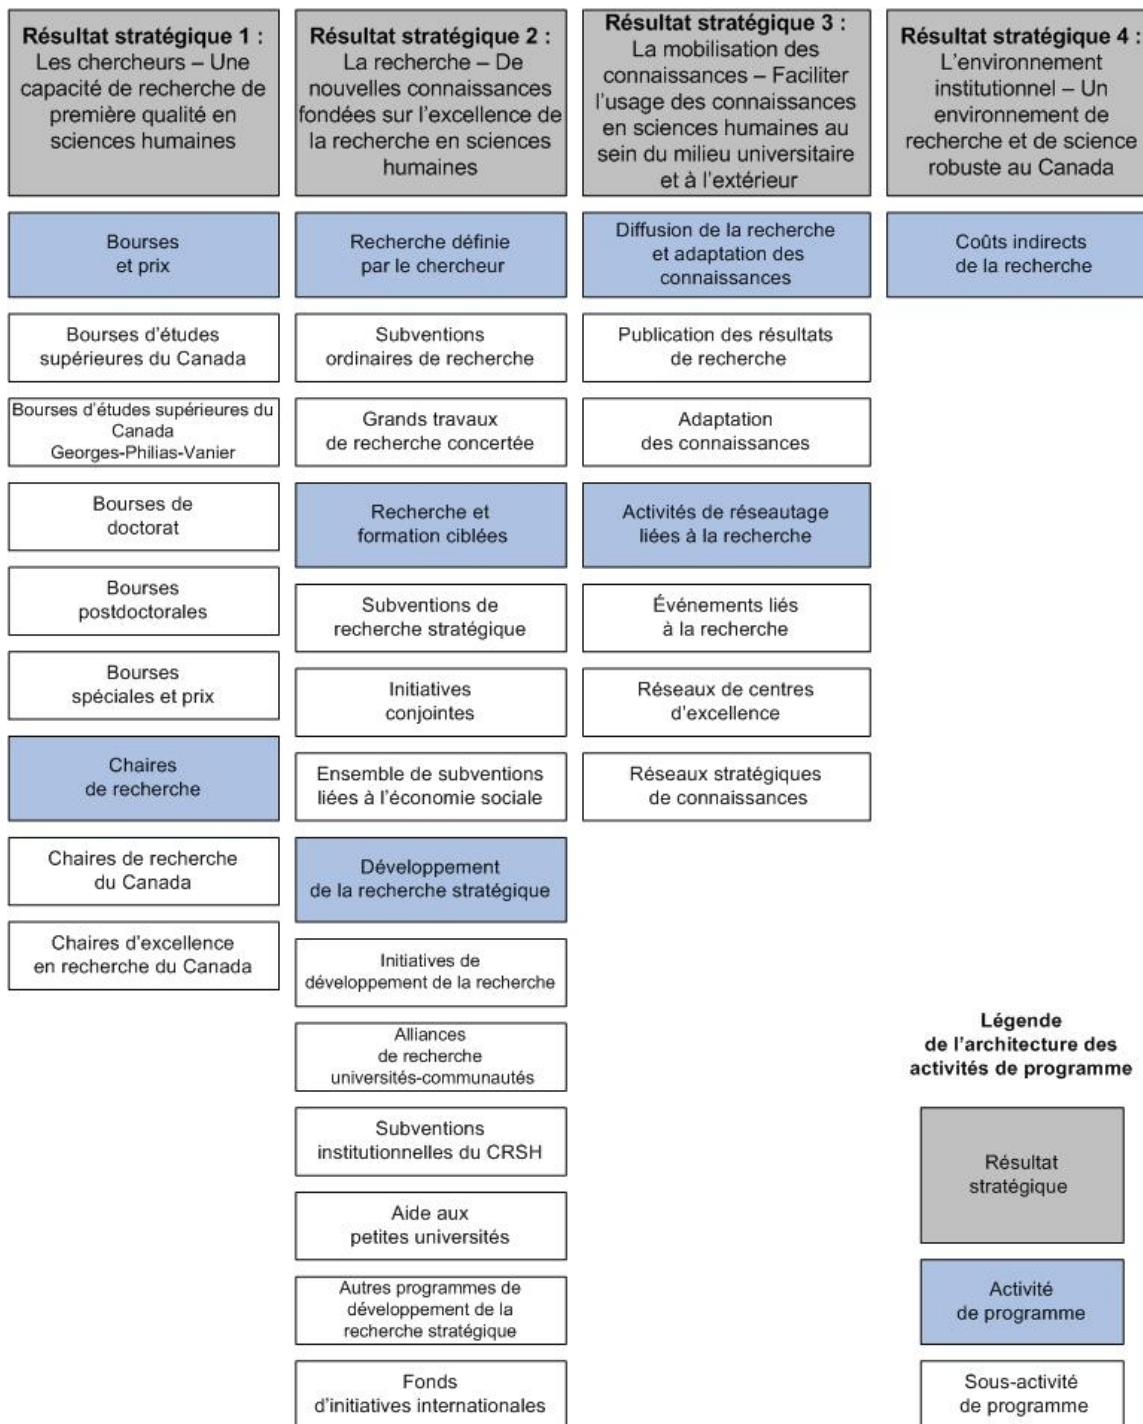 Résultat stratégique 1 :
Les chercheurs – Une
capacité de recherche de
première qualité en
sciences humaines
Bourses
et prix
Bourses d'études
supérieures du Canada
Bourses d'études supérieures du
Canada
Georges-Philias-Vanier
Bourses de
doctorat
Bourses
postdoctorales
Bourses
spéciales et prix
Chaires
de recherche
Chaires de recherche
du Canada
Chaires d'excellence
en recherche du Canada
Résultat stratégique 2 :
La recherche – De
nouvelles connaissances
fondées sur l'excellence de
la recherche en sciences
humaines
Recherche définie
par le chercheur
Subventions
ordinaires de recherche
Grands travaux
de recherche concertée
Recherche et
formation ciblées
Subventions de
recherche stratégique
Initiatives
conjointes
Ensemble de subventions
liées à l'économie sociale
Développement
de la recherche stratégique
Initiatives de
développement de la recherche
Alliances
de recherche
universités-communautés
Subventions
institutionnelles du CRSH
Aide aux
petites universités
Autres programmes de
développement de la
recherche stratégique
Fonds
d'initiatives internationales
Résultat stratégique 3 :
La mobilisation des
connaissances – Faciliter
l'usage des connaissances
en sciences humaines au
sein du milieu universitaire
et à l'extérieur
Diffusion de la recherche
et adaptation des
connaissances
Publication des résultats
de recherche
Adaptation
des connaissances
Activités de réseautage
liées à la recherche
Événements liés
à la recherche
Réseaux de centres
d'excellence
Réseaux stratégiques
de connaissances
Résultat stratégique 4 :
L'environnement
institutionnel – Un
environnement de
recherche et de science
robuste au Canada
Coûts indirects
de la recherche
Légende
de l'architecture des
activités de programme
Résultat
stratégique
Activité
de programme
Sous-activité
de programme